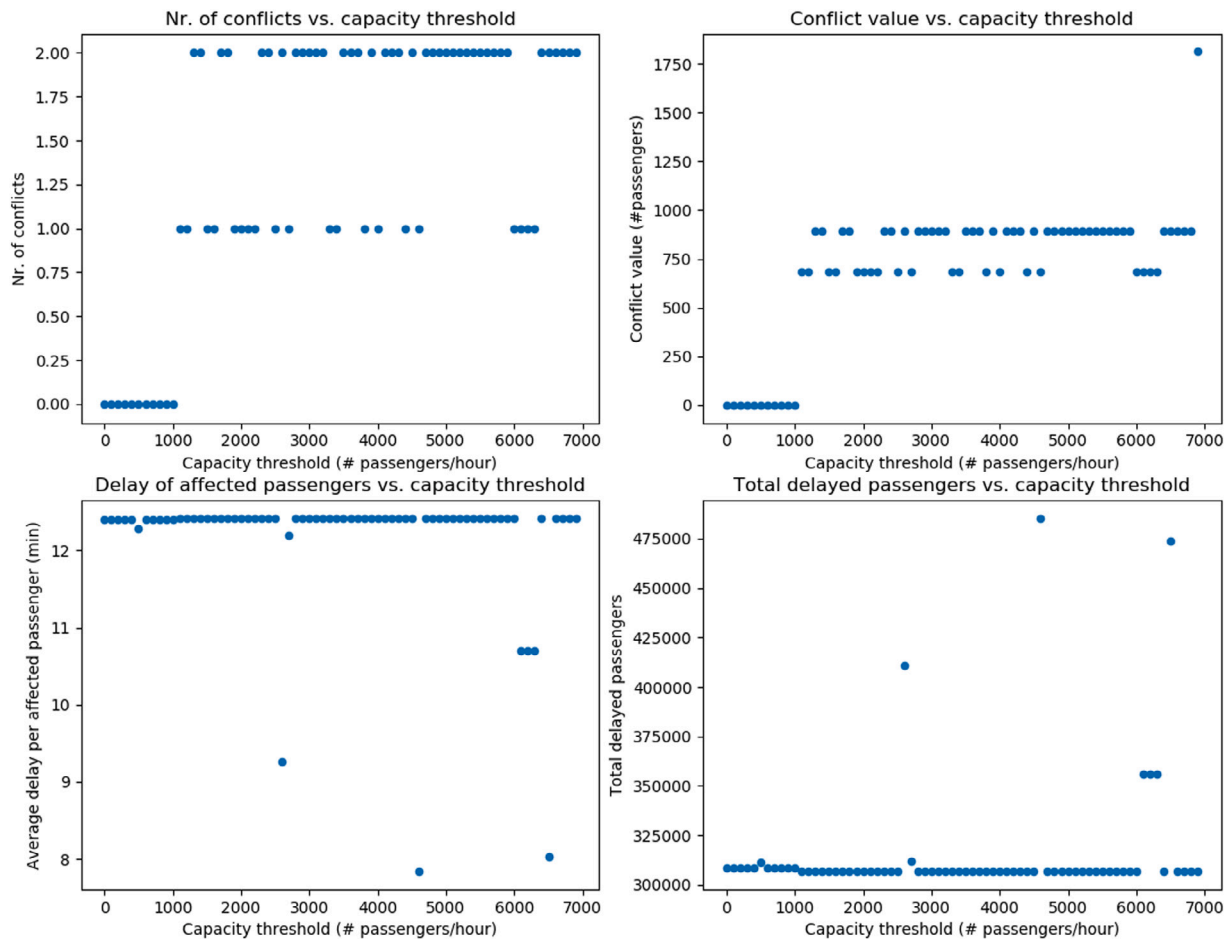 Nr. of conflicts vs. capacity threshold
2.00
1.75
1.50
1.25
1.00
0.75
0.50
0.25
0.00
Nr. of conflicts
0 1000 2000 3000 4000 5000 6000 7000
Capacity threshold (# passengers/hour)
Conflict value vs. capacity threshold
1750
1500
1250
1000
750
500
250
0
Conflict value (#passengers)
0 1000 2000 3000 4000 5000 6000 7000
Capacity threshold (# passengers/hour)
Delay of affected passengers vs. capacity threshold
12
11
10
9
8
Average delay per affected passenger (min)
0 1000 2000 3000 4000 5000 6000 7000
Capacity threshold (# passengers/hour)
Total delayed passengers vs. capacity threshold
475000
450000
425000
400000
375000
350000
325000
300000
Total delayed passengers
0 1000 2000 3000 4000 5000 6000 7000
Capacity threshold (# passengers/hour)